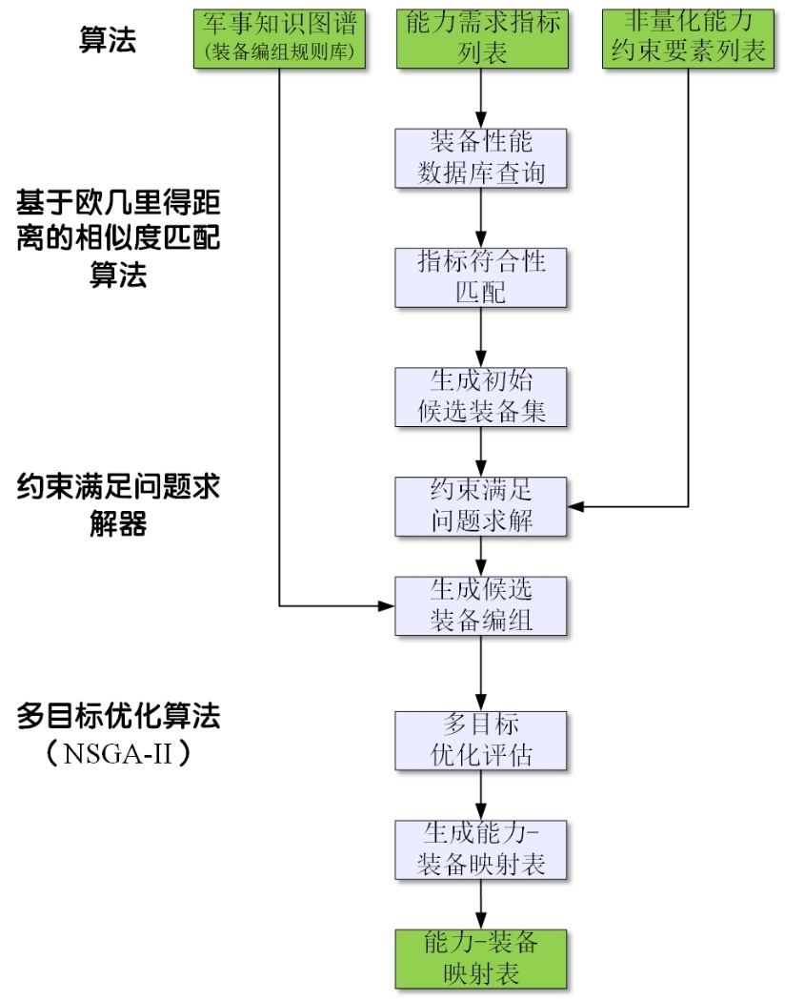 算法
军事知识图谱
(装备编组规则库)
能力需求指标
列表
非量化能力
约束要素列表
装备性能
数据库查询
基于欧几里得距
离的相似度匹配
算法
指标符合性
匹配
生成初始
候选装备集
约束满足问题求
解器
约束满足
问题求解
生成候选
装备编组
多目标优化算法
（NSGA-II）
多目标
优化评估
生成能力-
装备映射表
能力-装备
映射表